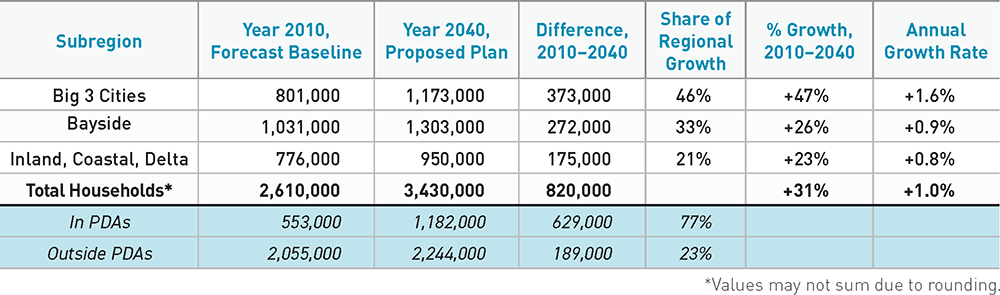 Subregion Year 2010, Forecast Baseline Year 2040, Proposed Plan Difference, 2010–2040 Share of Regional Growth % Growth, 2010–2040 Annual Growth Rate
Big 3 Cities 801,000 1,173,000 373,000 46% +47% +1.6%
Bayside 1,031,000 1,303,000 272,000 33% +26% +0.9%
Inland, Coastal, Delta 776,000 950,000 175,000 21% +23% +0.8%
Total Households* 2,610,000 3,430,000 820,000 +31% +1.0%
In PDAs 553,000 1,182,000 629,000 77%
Outside PDAs 2,055,000 2,244,000 189,000 23%
*Values may not sum due to rounding.